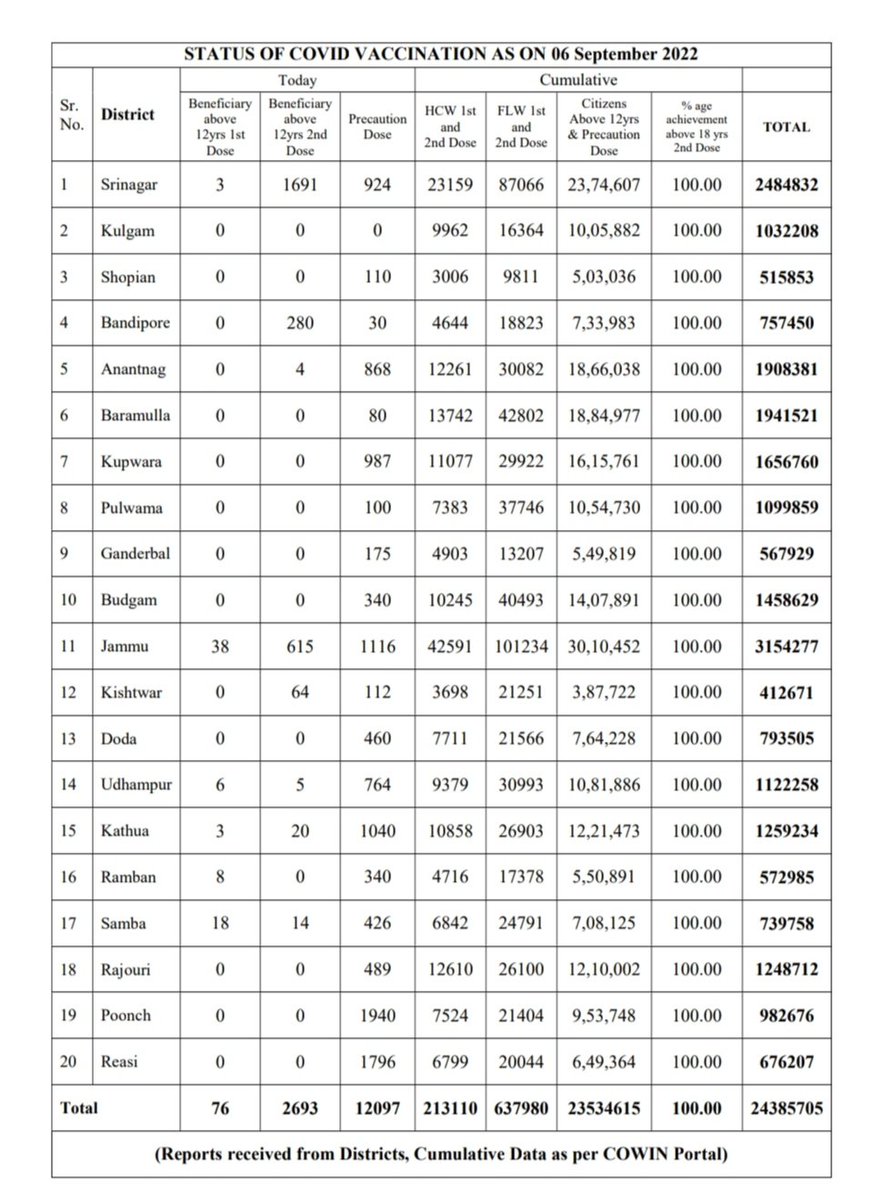 STATUS OF COVID VACCINATION AS ON 06 September 2022
Sr. No. District Today Cumulative
Beneficiary above 12yrs 1st Dose Beneficiary above 12yrs 2nd Dose Precaution Dose HCW 1st and 2nd Dose FLW 1st and 2nd Dose Citizens Above 12yrs & Precaution Dose % age achievement above 18 yrs 2nd Dose TOTAL
1 Srinagar 3 1691 924 23159 87066 23,74,607 100.00 2484832
2 Kulgam 0 0 0 9962 16364 10,05,882 100.00 1032208
3 Shopian 0 0 110 3006 9811 5,03,036 100.00 515853
4 Bandipore 0 280 30 4644 18823 7,33,983 100.00 757450
5 Anantnag 0 4 868 12261 30082 18,66,038 100.00 1908381
6 Baramulla 0 0 80 13742 42802 18,84,977 100.00 1941521
7 Kupwara 0 0 987 11077 29922 16,15,761 100.00 1656760
8 Pulwama 0 0 100 7383 37746 10,54,730 100.00 1099859
9 Ganderbal 0 0 175 4903 13207 5,49,819 100.00 567929
10 Budgam 0 0 340 10245 40493 14,07,891 100.00 1458629
11 Jammu 38 615 1116 42591 101234 30,10,452 100.00 3154277
12 Kishtwar 0 64 112 3698 21251 3,87,722 100.00 412671
13 Doda 0 0 460 7711 21566 7,64,228 100.00 793505
14 Udhampur 6 5 764 9379 30993 10,81,886 100.00 1122258
15 Kathua 3 20 1040 10858 26903 12,21,473 100.00 1259234
16 Ramban 8 0 340 4716 17378 5,50,891 100.00 572985
17 Samba 18 14 426 6842 24791 7,08,125 100.00 739758
18 Rajouri 0 0 489 12610 26100 12,10,002 100.00 1248712
19 Poonch 0 0 1940 7524 21404 9,53,748 100.00 982676
20 Reasi 0 0 1796 6799 20044 6,49,364 100.00 676207
Total 76 2693 12097 213110 637980 23534615 100.00 24385705
(Reports received from Districts, Cumulative Data as per COWIN Portal)